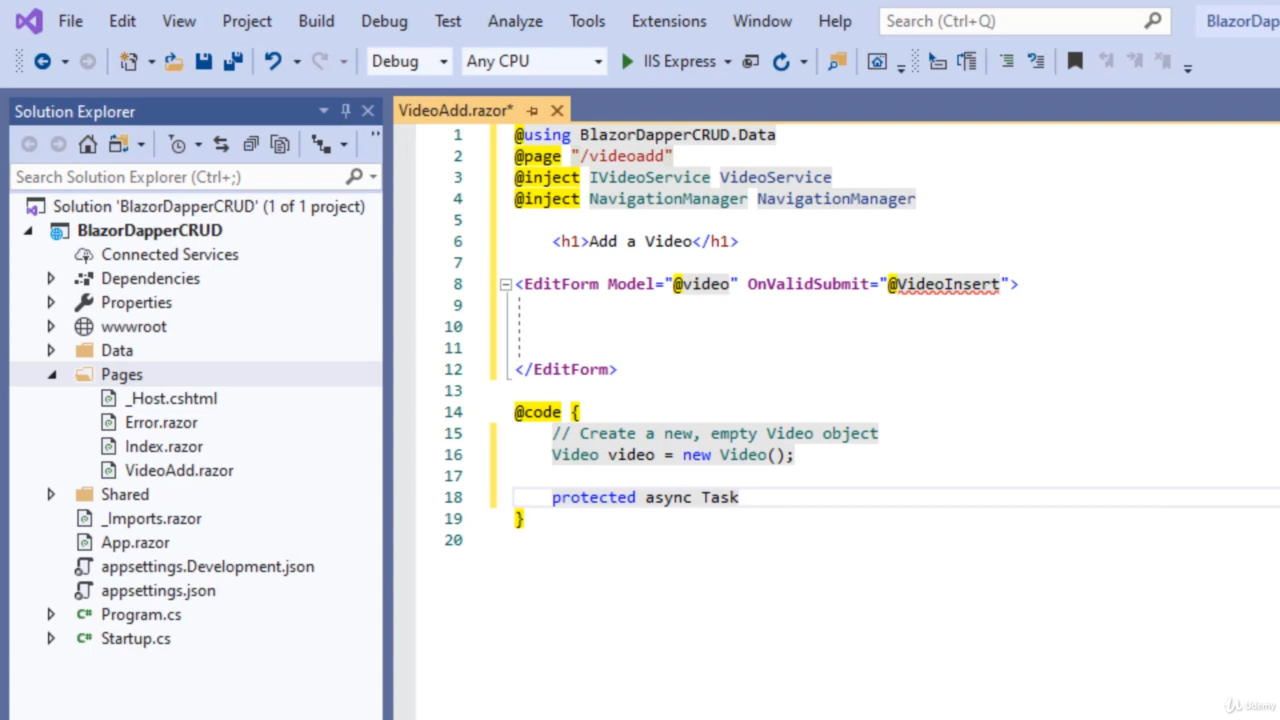 File Edit View Project Build Debug Test Analyze Tools Extensions Window Help Search (Ctrl+Q) BlazorDap
Debug Any CPU IIS Express
Solution Explorer
Search Solution Explorer (Ctrl+;)
Solution 'BlazorDapperCRUD' (1 of 1 project)
BlazorDapperCRUD
Connected Services
Dependencies
Properties
wwwroot
Data
Pages
_Host.cshtml
Error.razor
Index.razor
VideoAdd.razor
Shared
_Imports.razor
App.razor
appsettings.Development.json
appsettings.json
C# Program.cs
C# Startup.cs
VideoAdd.razor*
1 @using BlazorDapperCRUD.Data
2 @page "/videoadd"
3 @inject IVideoService VideoService
4 @inject NavigationManager NavigationManager
5
6 <h1>Add a Video</h1>
7
8 <EditForm Model="@video" OnValidSubmit="@VideoInsert">
9
10
11
12 </EditForm>
13
14 @code {
15 // Create a new, empty Video object
16 Video video = new Video();
17
18 protected async Task
19 }
20
Udemy